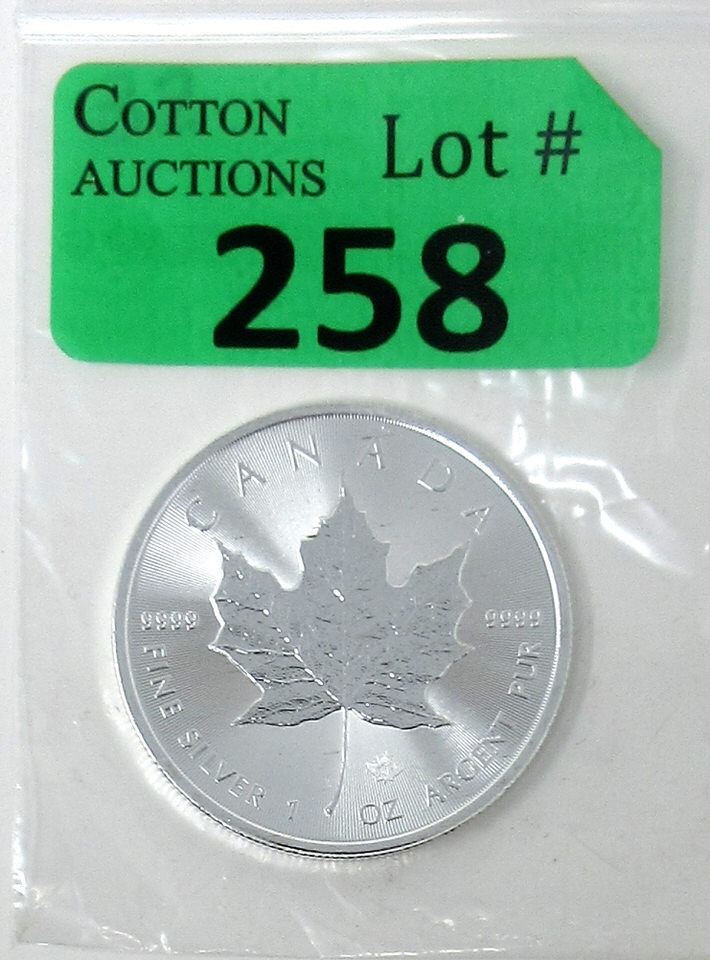 COTTON
AUCTIONS
Lot #
258
CANADA
9999
9999
FINE SILVER 1 OZ ARGENT PUR